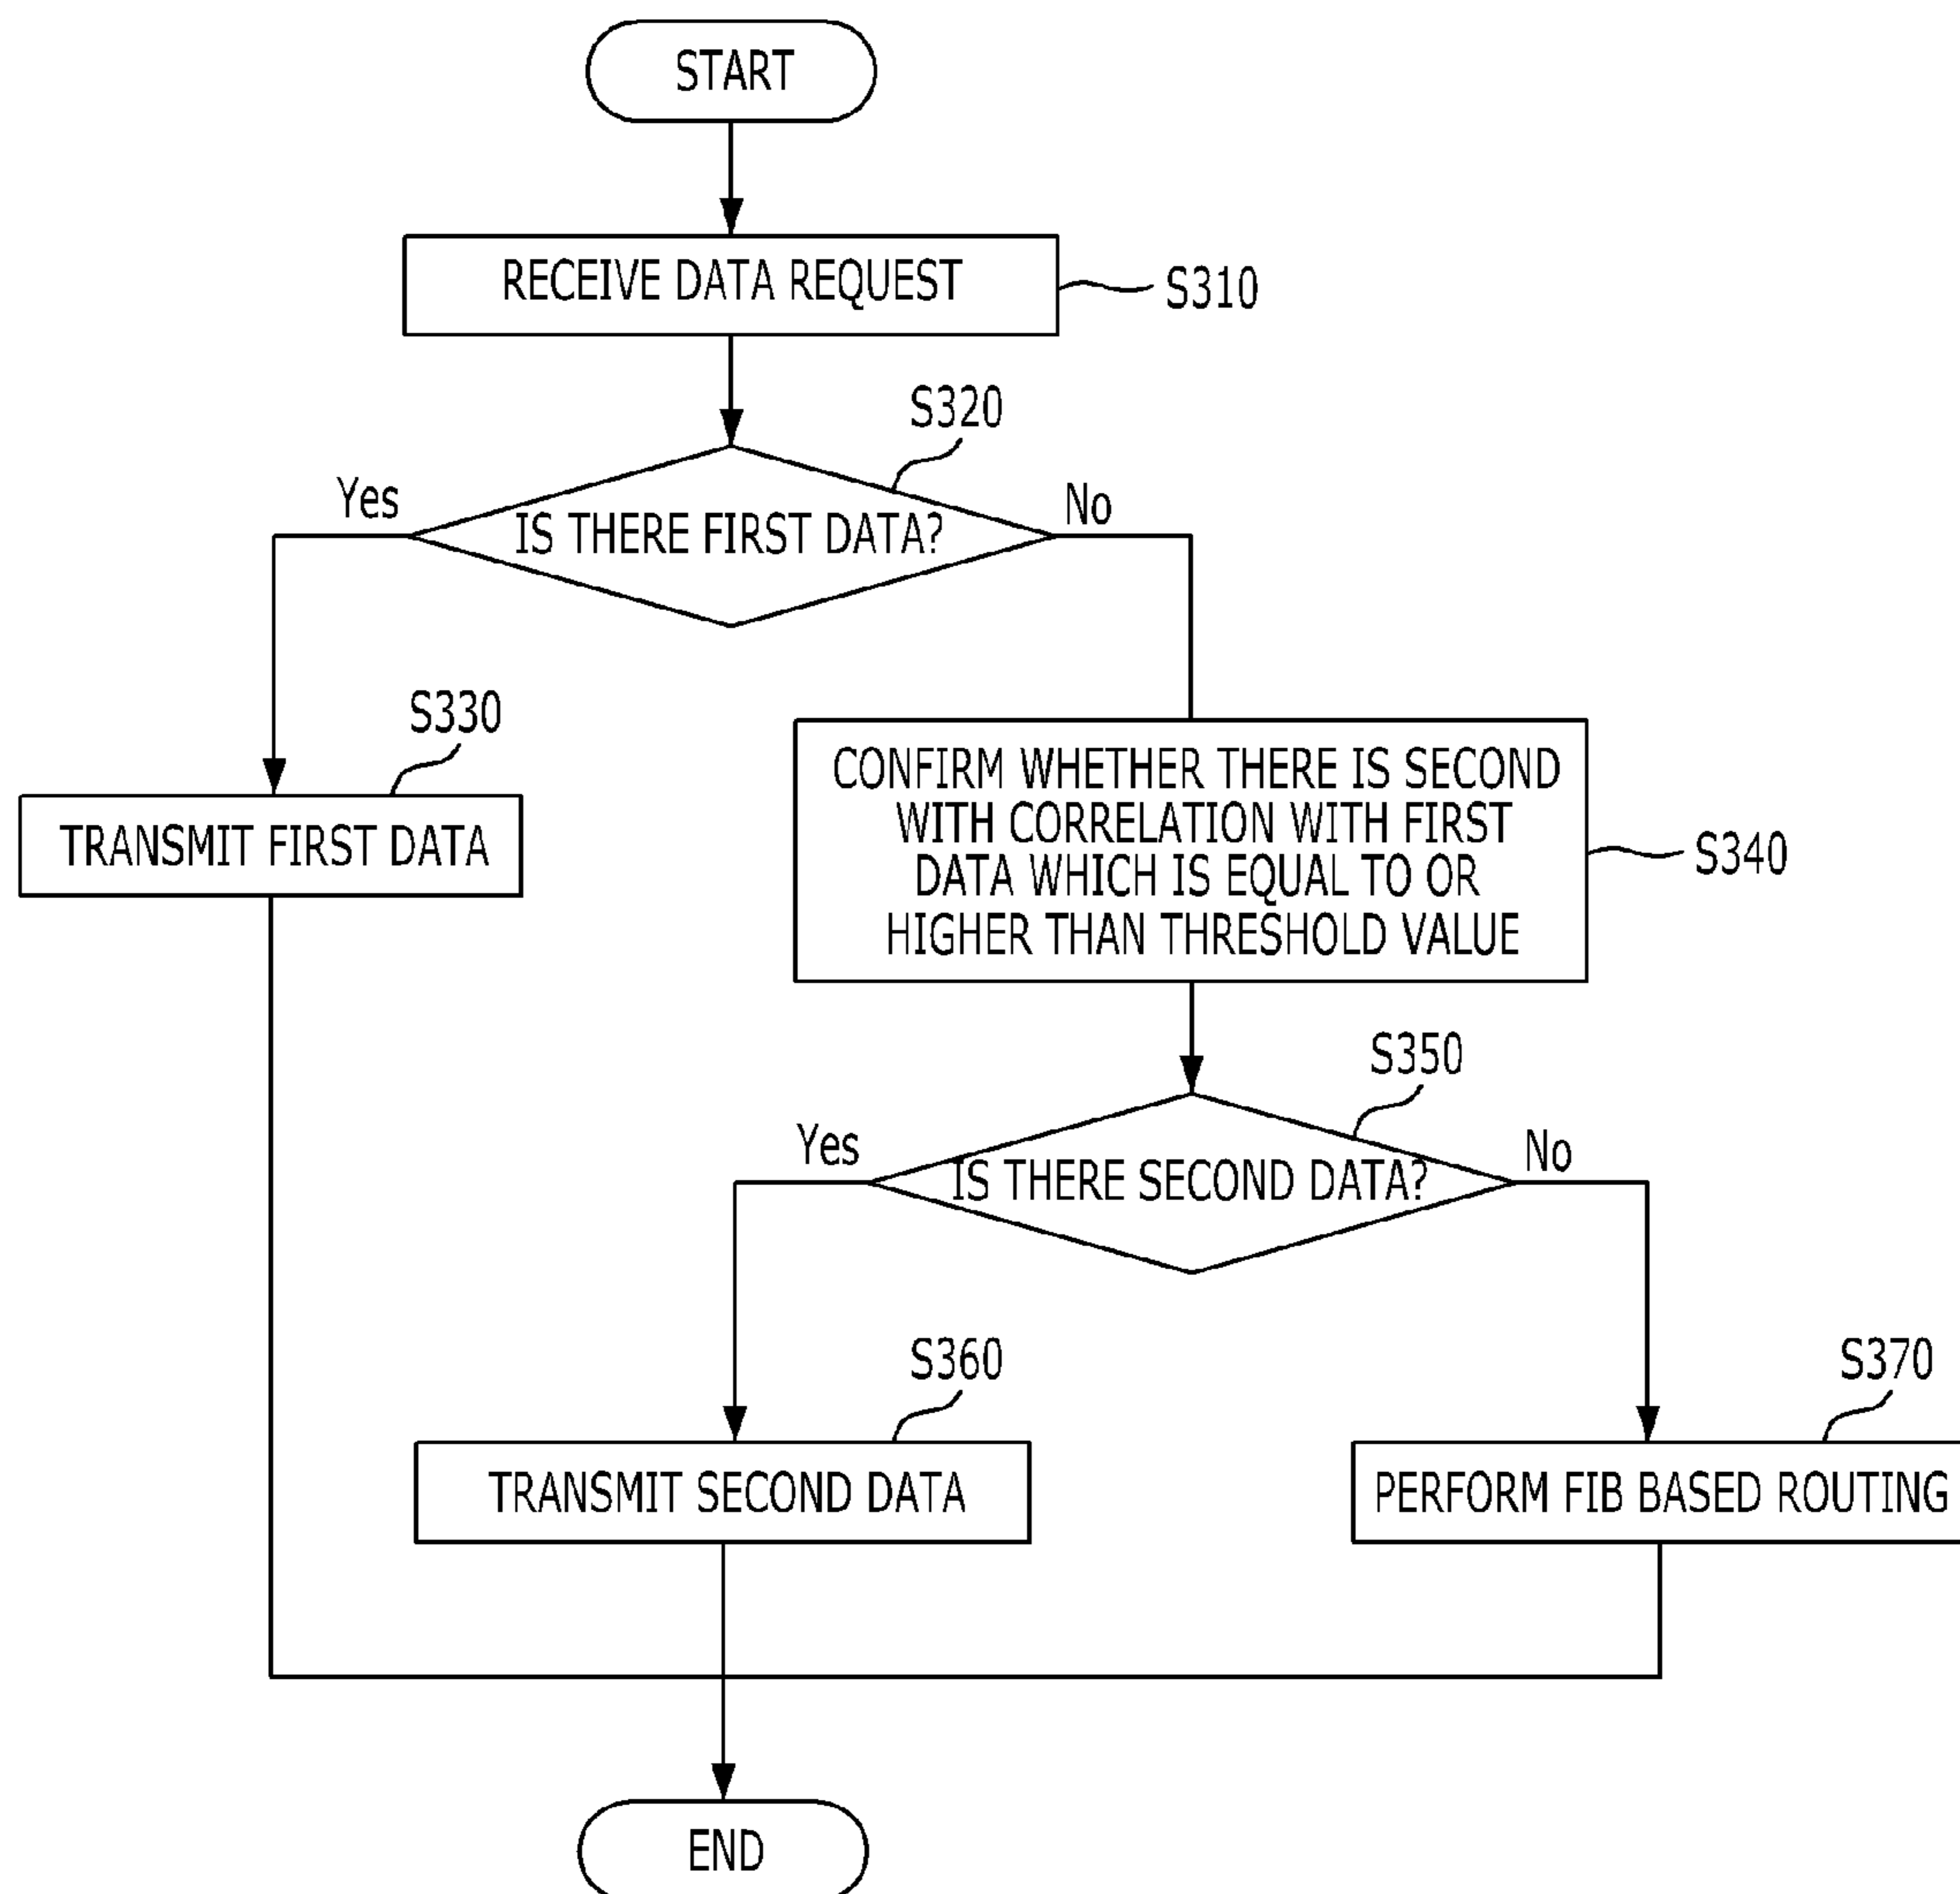 START
RECEIVE DATA REQUEST
S310
S320
Yes
No
IS THERE FIRST DATA?
S330
TRANSMIT FIRST DATA
CONFIRM WHETHER THERE IS SECOND
WITH CORRELATION WITH FIRST
DATA WHICH IS EQUAL TO OR
HIGHER THAN THRESHOLD VALUE
S340
S350
Yes
No
IS THERE SECOND DATA?
S360
S370
TRANSMIT SECOND DATA
PERFORM FIB BASED ROUTING
END